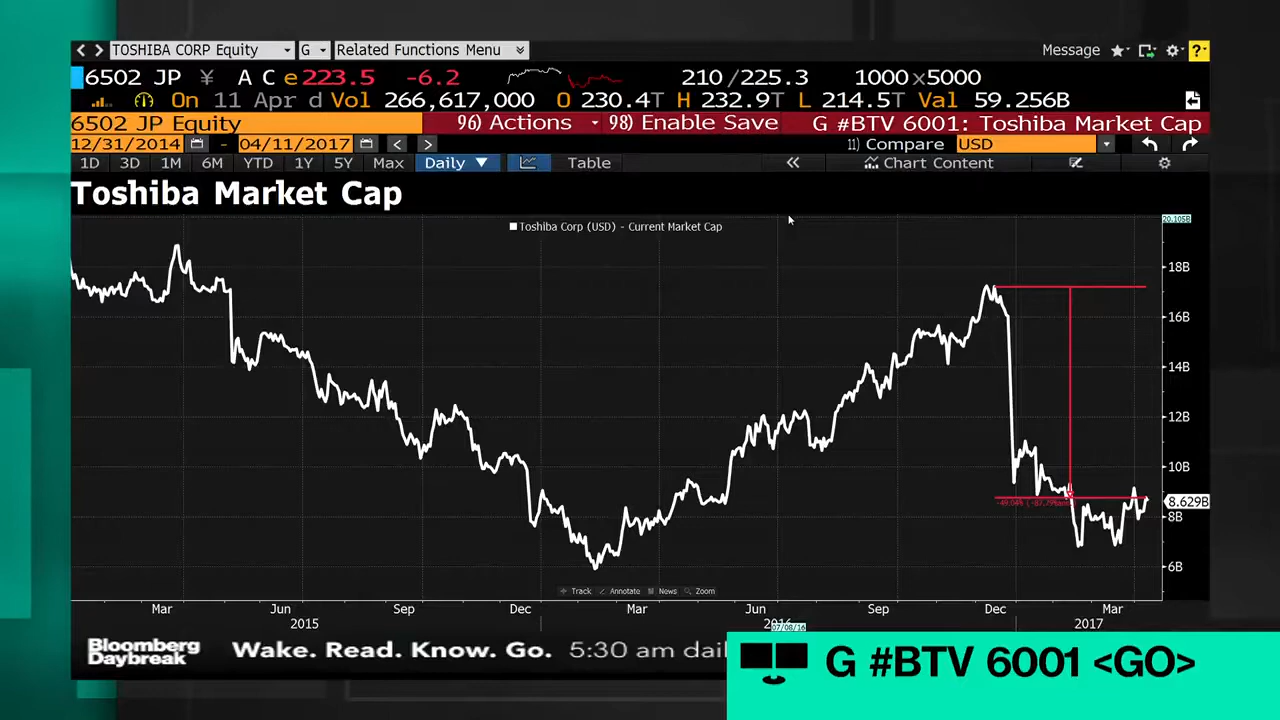 TOSHIBA CORP Equity G Related Functions Menu Message ?
6502 JP ¥ A C e 223.5 -6.2 210 /225.3 1000 x5000
On 11 Apr d Vol 266,617,000 O 230.4T H 232.9T L 214.5T Val 59.256B
6502 JP Equity 96) Actions 98) Enable Save G #BTV 6001: Toshiba Market Cap
12/31/2014 - 04/11/2017 < > 11) Compare USD
1D 3D 1M 6M YTD 1Y 5Y Max Daily ▼ Table « Chart Content
Toshiba Market Cap
20.105B
Toshiba Corp (USD) - Current Market Cap
18B
16B
14B
12B
10B
8.629B
8B
6B
Track Annotate News Zoom
Mar Jun Sep Dec Mar Jun Sep Dec Mar
2015 2016 2017
07/08/16
Bloomberg
Daybreak
Wake. Read. Know. Go. 5:30 am dail
G #BTV 6001 <GO>